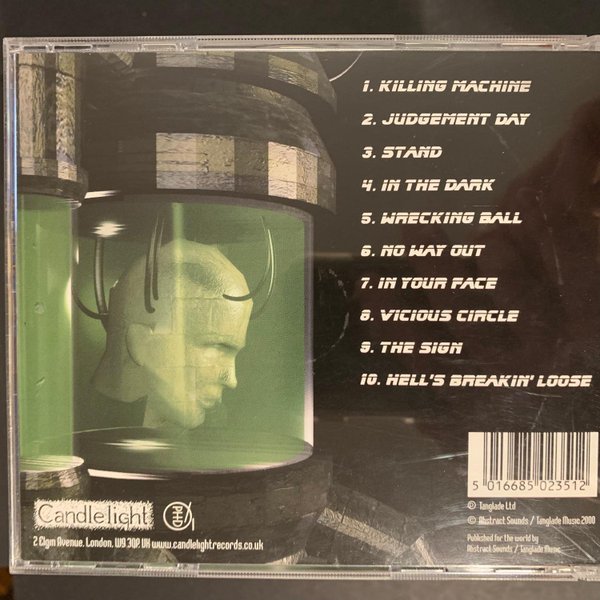 1. KILLING MACHINE
2. JUDGEMENT DAY
3. STAND
4. IN THE DARK
5. WRECKING BALL
6. NO WAY OUT
7. IN YOUR FACE
8. VICIOUS CIRCLE
9. THE SIGN
10. HELL'S BREAKIN' LOOSE
5 016685 023512
℗ Tanglade Ltd
© Abstract Sounds / Tanglade Music 2000
Published for the world by
Abstract Sounds / Tanglade Music
Candlelight
PHD
2 Elgm Avenue, London, W9 3QP. UK www.candlelightrecords.co.uk